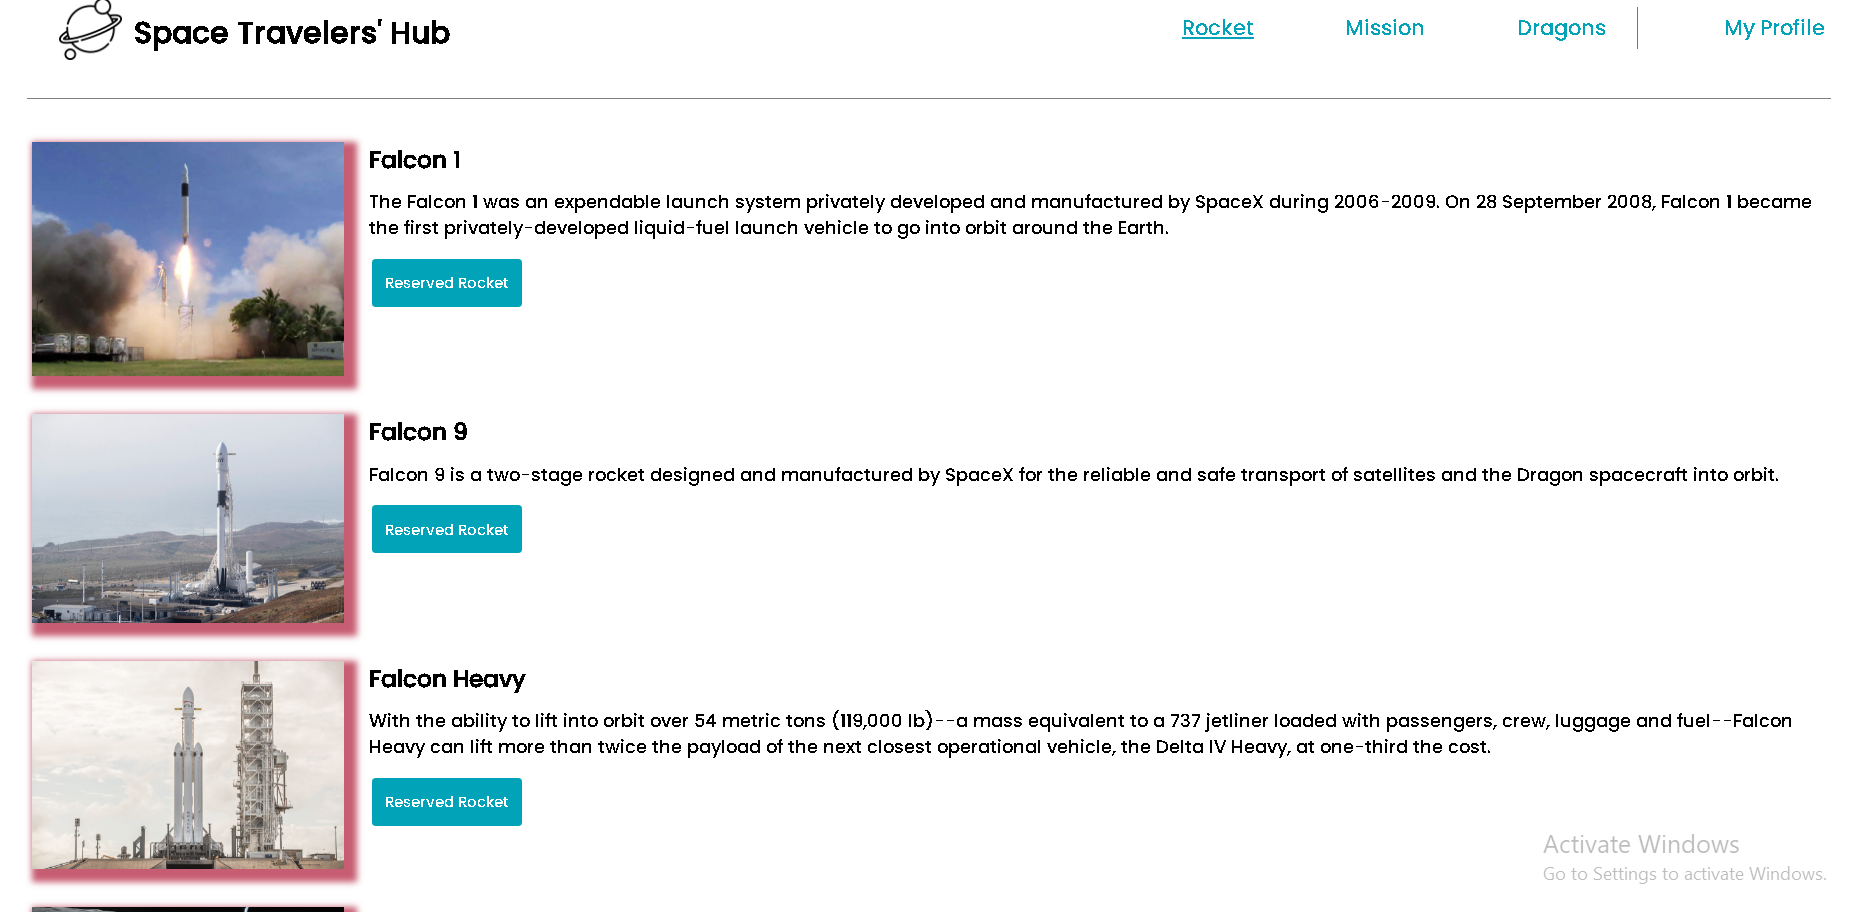 Space Travelers' Hub
Rocket
Mission
Dragons
My Profile
Falcon 1
The Falcon 1 was an expendable launch system privately developed and manufactured by SpaceX during 2006-2009. On 28 September 2008, Falcon 1 became
the first privately-developed liquid-fuel launch vehicle to go into orbit around the Earth.
Reserved Rocket
Falcon 9
Falcon 9 is a two-stage rocket designed and manufactured by SpaceX for the reliable and safe transport of satellites and the Dragon spacecraft into orbit.
Reserved Rocket
Falcon Heavy
With the ability to lift into orbit over 54 metric tons (119,000 lb)--a mass equivalent to a 737 jetliner loaded with passengers, crew, luggage and fuel--Falcon
Heavy can lift more than twice the payload of the next closest operational vehicle, the Delta IV Heavy, at one-third the cost.
Reserved Rocket
Activate Windows
Go to Settings to activate Windows.